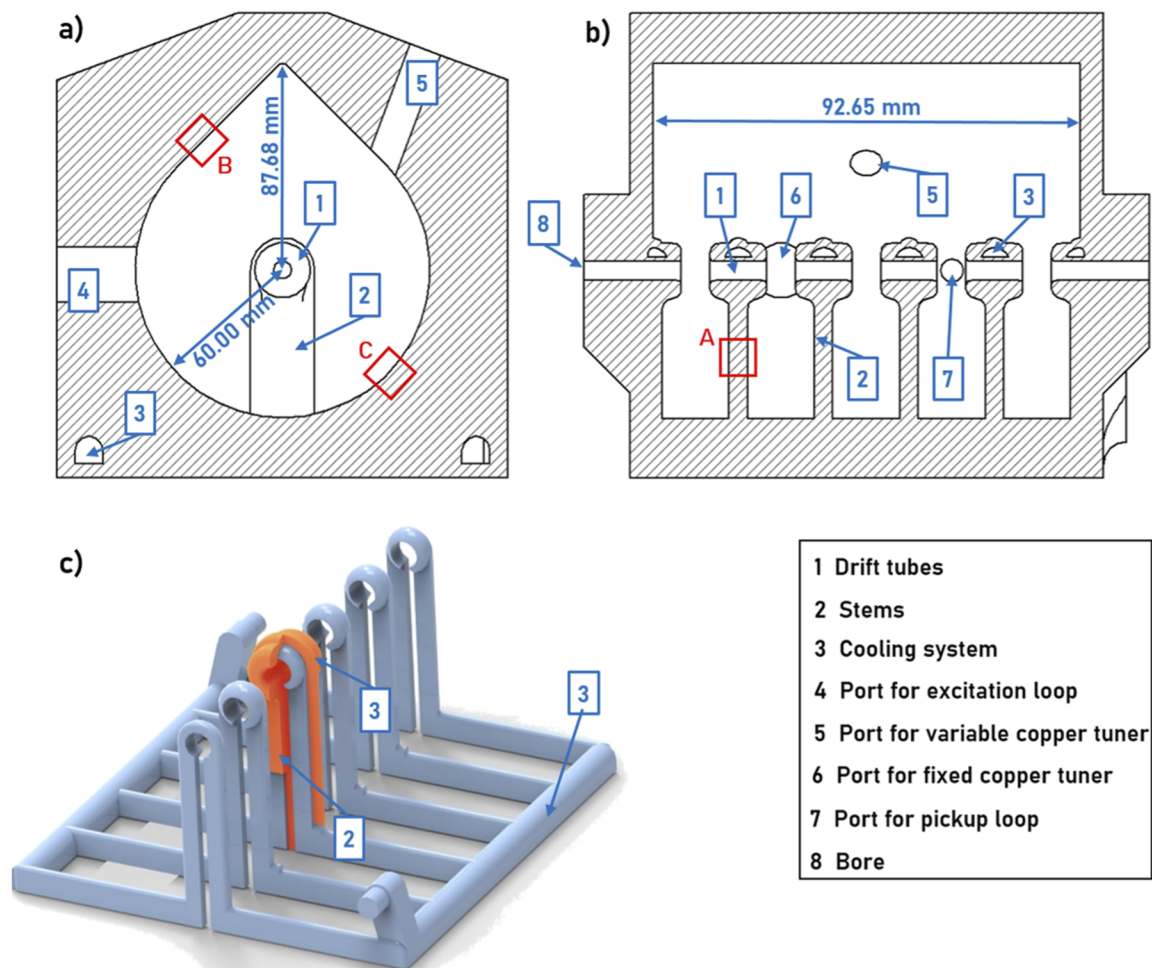 a)
5
B
87.68 mm
1
4
2
60.00 mm
C
3
b)
92.65 mm
8
1
6
5
3
A
2
7
c)
3
3
2
1 Drift tubes
2 Stems
3 Cooling system
4 Port for excitation loop
5 Port for variable copper tuner
6 Port for fixed copper tuner
7 Port for pickup loop
8 Bore